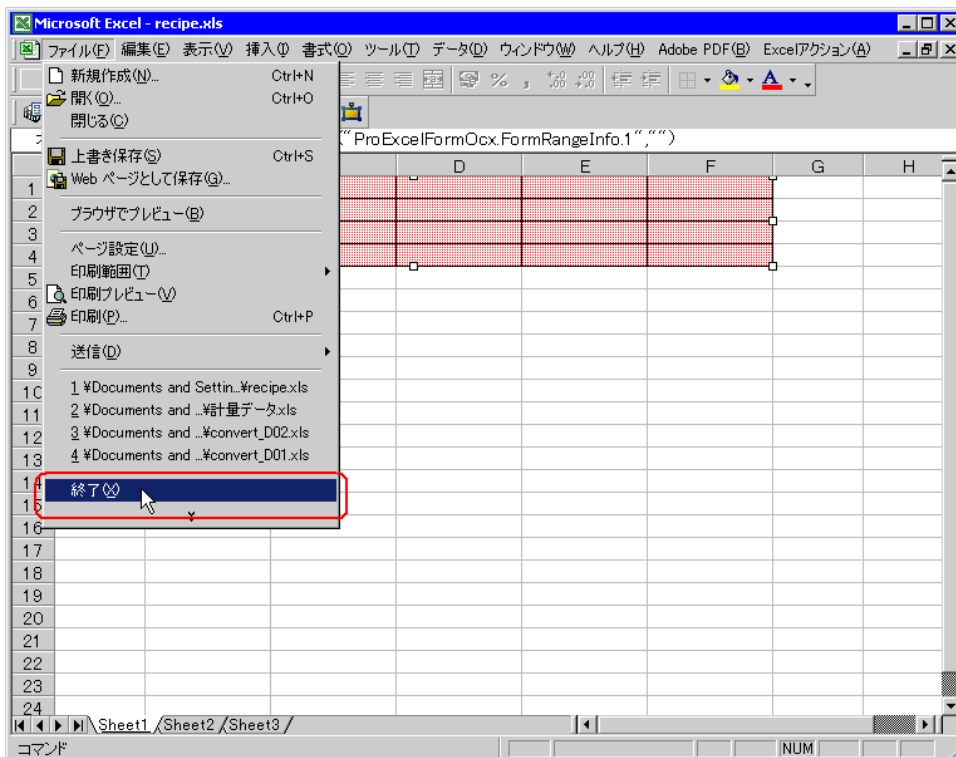 Microsoft Excel - recipe.xls
ファイル(F) 編集(E) 表示(V) 挿入(I) 書式(O) ツール(T) データ(D) ウィンドウ(W) ヘルプ(H) Adobe PDF(B) Excelアクション(A)
% ,
新規作成(N)... Ctrl+N
開く(O)... Ctrl+O
閉じる(C)
("ProExcelFormOcx.FormRangeInfo.1","")
上書き保存(S) Ctrl+S
Web ページとして保存(G)...
ブラウザでプレビュー(B)
ページ設定(U)...
印刷範囲(T)
印刷プレビュー(V)
印刷(P)... Ctrl+P
送信(D)
1 ¥Documents and Settin...¥recipe.xls
2 ¥Documents and ...¥計量データ.xls
3 ¥Documents and ...¥convert_D02.xls
4 ¥Documents and ...¥convert_D01.xls
終了(X)
D E F G H
1
2
3
4
5
6
7
8
9
10
11
12
13
14
15
16
17
18
19
20
21
22
23
24
Sheet1 Sheet2 Sheet3
コマンド NUM